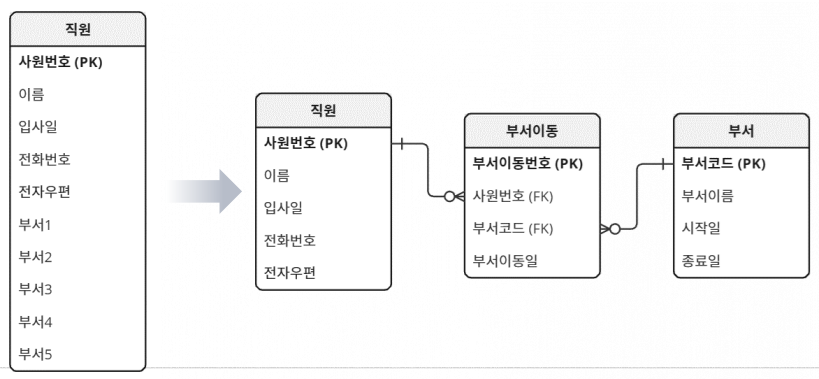 직원
사원번호 (PK)
이름
입사일
전화번호
전자우편
부서1
부서2
부서3
부서4
부서5
직원
사원번호 (PK)
이름
입사일
전화번호
전자우편
부서이동
부서이동번호 (PK)
사원번호 (FK)
부서코드 (FK)
부서이동일
부서
부서코드 (PK)
부서이름
시작일
종료일